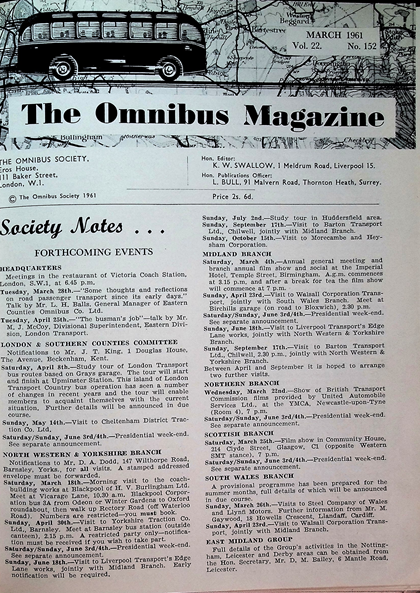 MARCH 1961
Vol. 22. No. 152
The Omnibus Magazine
THE OMNIBUS SOCIETY,
Eros House,
111 Baker Street,
London, W.1.
© The Omnibus Society 1961
Hon. Editor:
K. W. SWALLOW, 1 Meldrum Road, Liverpool 15.
Hon. Publications Officer:
L. BULL, 91 Malvern Road, Thornton Heath, Surrey.
Price 2s. 6d.
Society Notes . . .
FORTHCOMING EVENTS
HEADQUARTERS
Meetings in the restaurant of Victoria Coach Station,
London, S.W.1, at 6.45 p.m.
Tuesday, March 28th.—"Some thoughts and reflections
on road passenger transport since its early days."
Talk by Mr. L. H. Balls, General Manager of Eastern
Counties Omnibus Co. Ltd.
Tuesday, April 25th.—"The busman's job"—talk by Mr.
M. J. McCoy, Divisional Superintendent, Eastern Divi-
sion, London Transport.
LONDON & SOUTHERN COUNTIES COMMITTEE
Notifications to Mr. J. T. King, 1 Douglas House,
The Avenue, Beckenham, Kent.
Saturday, April 8th.—Study tour of London Transport
bus routes based on Grays garage. The tour will start
and finish at Upminster Station. This island of London
Transport Country bus operation has seen a number
of changes in recent years and the tour will enable
members to acquaint themselves with the current
situation. Further details will be announced in due
course.
Sunday, May 14th.—Visit to Cheltenham District Trac-
tion Co. Ltd.
Saturday/Sunday, June 3rd/4th.—Presidential week-end.
See separate announcement.
NORTH WESTERN & YORKSHIRE BRANCH
Notifications to Mr. D. A. Dodd, 17 Withorpe Road,
Barnsley, Yorks, for all visits. A stamped addressed
envelope must be forwarded.
Saturday, March 18th.—Morning visit to the coach-
building works at Blackpool of H. V. Burlingham Ltd.
Meet at Vicarage Lane, 10.30 a.m. Blackpool Corpor-
ation bus 2A from Odeon or Winter Gardens to Oxford
roundabout, then walk up Rectory Road (off Waterloo
Road). Numbers are restricted—you must book.
Sunday, April 30th.—Visit to Yorkshire Traction Co.
Ltd., Barnsley. Meet at Barnsley bus station (outside
canteen), 2.15 p.m. A restricted party only—notifica-
tion must be received if you wish to take part.
Saturday/Sunday, June 3rd/4th.—Presidential week-end.
See separate announcement.
Sunday, June 18th.—Visit to Liverpool Transport's Edge
Lane works, jointly with Midland Branch. Early
notification will be required.
Sunday, July 2nd.—Study tour in Huddersfield area.
Sunday, September 17th.—Visit to Barton Transport
Ltd., Chilwell, jointly with Midland Branch.
Sunday, October 15th.—Visit to Morecambe and Hey-
sham Corporation.
MIDLAND BRANCH
Saturday, March 4th.—Annual general meeting and
branch annual film show and social at the Imperial
Hotel, Temple Street, Birmingham. A.g.m. commences
at 3.15 p.m. and after a break for tea the film show
will commence at 7 p.m.
Sunday, April 23rd.—Visit to Walsall Corporation Trans-
port, jointly with South Wales Branch. Meet at
Birchills garage (on road to Bloxwich), 2.30 p.m.
Saturday/Sunday, June 3rd/4th.—Presidential week-end.
See separate announcement.
Sunday, June 18th.—Visit to Liverpool Transport's Edge
Lane works, jointly with North Western & Yorkshire
Branch.
Sunday, September 17th.—Visit to Barton Transport
Ltd., Chilwell, 2.30 p.m., jointly with North Western &
Yorkshire Branch.
Between April and September it is hoped to arrange
two further visits.
NORTHERN BRANCH
Wednesday, March 22nd.—Show of British Transport
Commission films provided by United Automobile
Services Ltd., at the YMCA, Newcastle-upon-Tyne
(Room 4), 7 p.m.
Saturday/Sunday, June 3rd/4th.—Presidential week-end.
See separate announcement.
SCOTTISH BRANCH
Saturday, March 25th.—Film show in Community House,
214 Clyde Street, Glasgow, C1 (opposite Western
SMT stance), 7 p.m.
Saturday/Sunday, June 3rd/4th.—Presidential week-end.
See separate announcement.
SOUTH WALES BRANCH
A provisional programme has been prepared for the
summer months, full details of which will be announced
in due course.
Sunday, March 26th.—Visits to Steel Company of Wales
and Llynfi Motors. Further information from Mr. M.
Gaywood, 18 Howells Crescent, Llandaff, Cardiff.
Sunday, April 23rd.—Visit to Walsall Corporation Trans-
port, jointly with Midland Branch.
EAST MIDLAND GROUP
Full details of the Group's activities in the Notting-
ham, Leicester and Derby areas can be obtained from
the Hon. Secretary, Mr. D. M. Bailey, 6 Mantle Road,
Leicester.